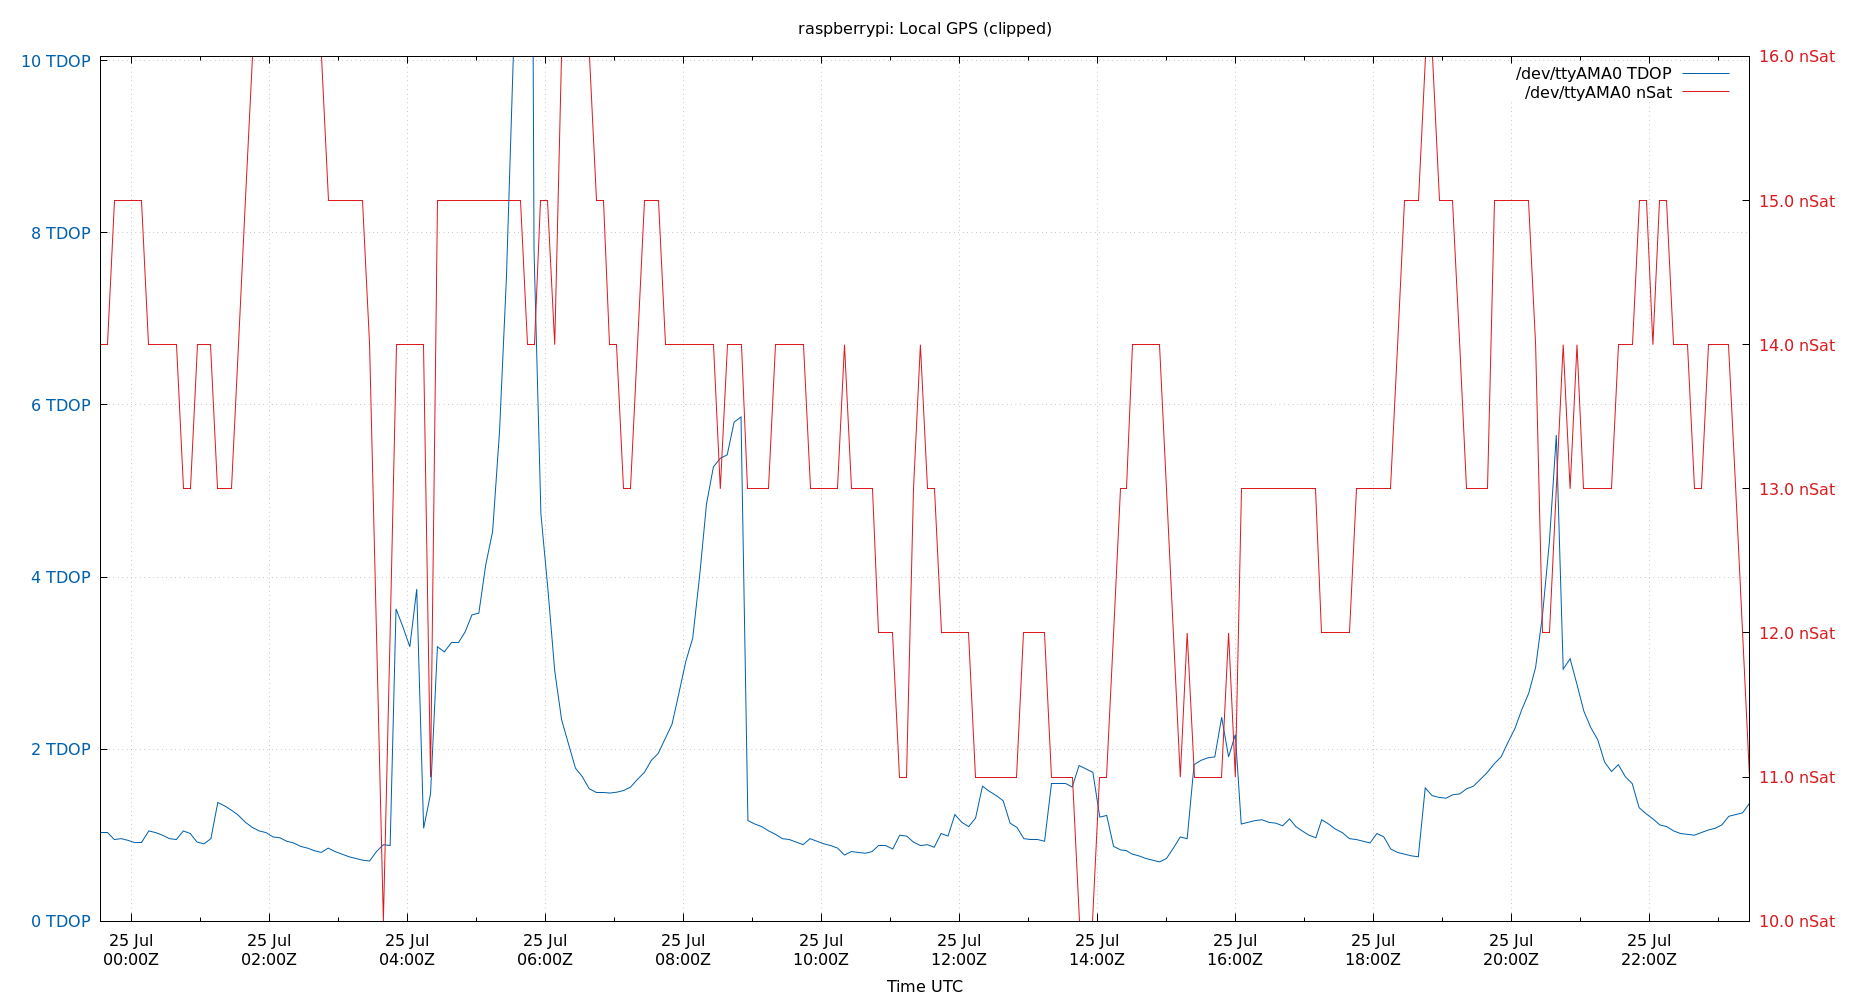 raspberrypi: Local GPS (clipped)
10 TDOP
8 TDOP
6 TDOP
4 TDOP
2 TDOP
0 TDOP
16.0 nSat
15.0 nSat
14.0 nSat
13.0 nSat
12.0 nSat
11.0 nSat
10.0 nSat
/dev/ttyAMA0 TDOP
/dev/ttyAMA0 nSat
25 Jul 25 Jul 25 Jul 25 Jul 25 Jul 25 Jul 25 Jul 25 Jul 25 Jul 25 Jul 25 Jul 25 Jul
00:00Z 02:00Z 04:00Z 06:00Z 08:00Z 10:00Z 12:00Z 14:00Z 16:00Z 18:00Z 20:00Z 22:00Z
Time UTC